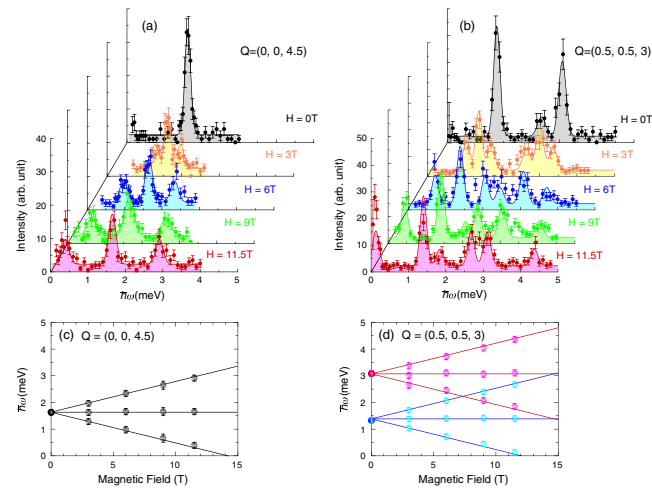 (a)
Q=(0, 0, 4.5)
H = 0T
H = 3T
H = 6T
H = 9T
H = 11.5T
40
30
20
10
0
Intensity (arb. unit)
0 1 2 3 4 5
ħω(meV)
(b)
Q=(0.5, 0.5, 3)
H = 0T
H = 3T
H = 6T
H = 9T
H = 11.5T
50
40
30
20
10
0
Intensity (arb. unit)
0 1 2 3 4 5
ħω(meV)
(c) Q = (0, 0, 4.5)
5
4
3
2
1
0
ħω(meV)
0 5 10 15
Magnetic Field (T)
(d) Q = (0.5, 0.5, 3)
5
4
3
2
1
0
ħω(meV)
0 5 10 15
Magnetic Field (T)